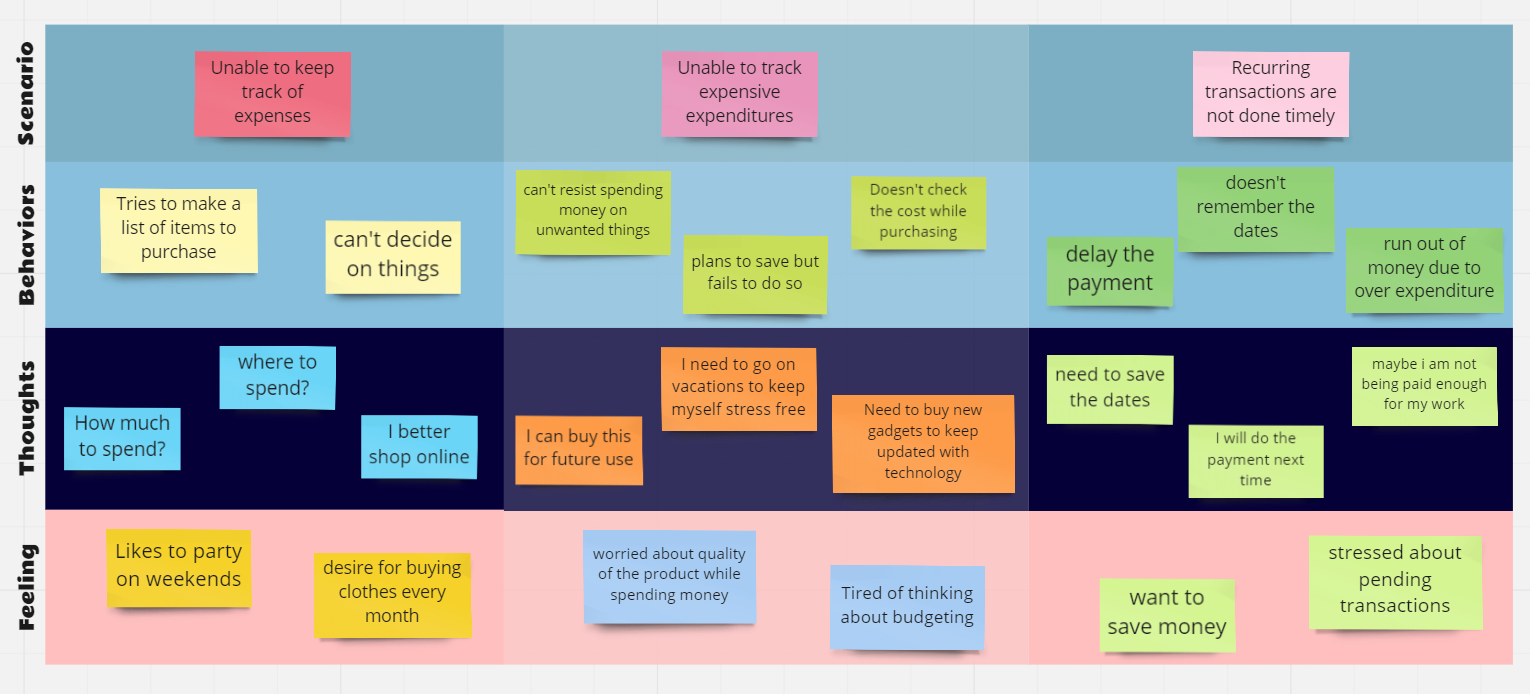 Scenario
Unable to keep
track of
expenses
Unable to track
expensive
expenditures
Recurring
transactions are
not done timely
Behaviors
Tries to make a
list of items to
purchase
can't decide
on things
can't resist spending
money on
unwanted things
plans to save but
fails to do so
Doesn't check
the cost while
purchasing
delay the
payment
doesn't
remember the
dates
run out of
money due to
over expenditure
Thoughts
How much
to spend?
where to
spend?
I better
shop online
I can buy this
for future use
I need to go on
vacations to keep
myself stress free
Need to buy new
gadgets to keep
updated with
technology
need to save
the dates
I will do the
payment next
time
maybe i am not
being paid enough
for my work
Feeling
Likes to party
on weekends
desire for buying
clothes every
month
worried about quality
of the product while
spending money
Tired of thinking
about budgeting
want to
save money
stressed about
pending
transactions